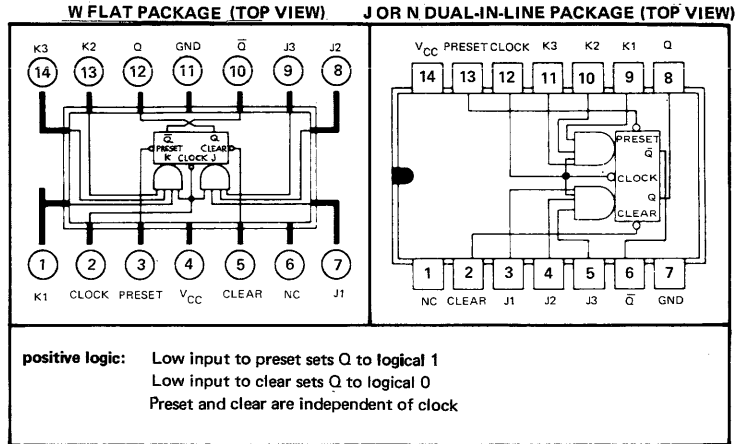 W FLAT PACKAGE (TOP VIEW)
K3 K2 Q GND Q̅ J3 J2
14 13 12 11 10 9 8
Q̅ Q
PRESET CLEAR
K CLOCK J
1 2 3 4 5 6 7
K1 CLOCK PRESET VCC CLEAR NC J1
J OR N DUAL-IN-LINE PACKAGE (TOP VIEW)
VCC PRESET CLOCK K3 K2 K1 Q
14 13 12 11 10 9 8
PRESET
Q̅
CLOCK
Q
CLEAR
1 2 3 4 5 6 7
NC CLEAR J1 J2 J3 Q̅ GND
positive logic: Low input to preset sets Q to logical 1
Low input to clear sets Q to logical 0
Preset and clear are independent of clock